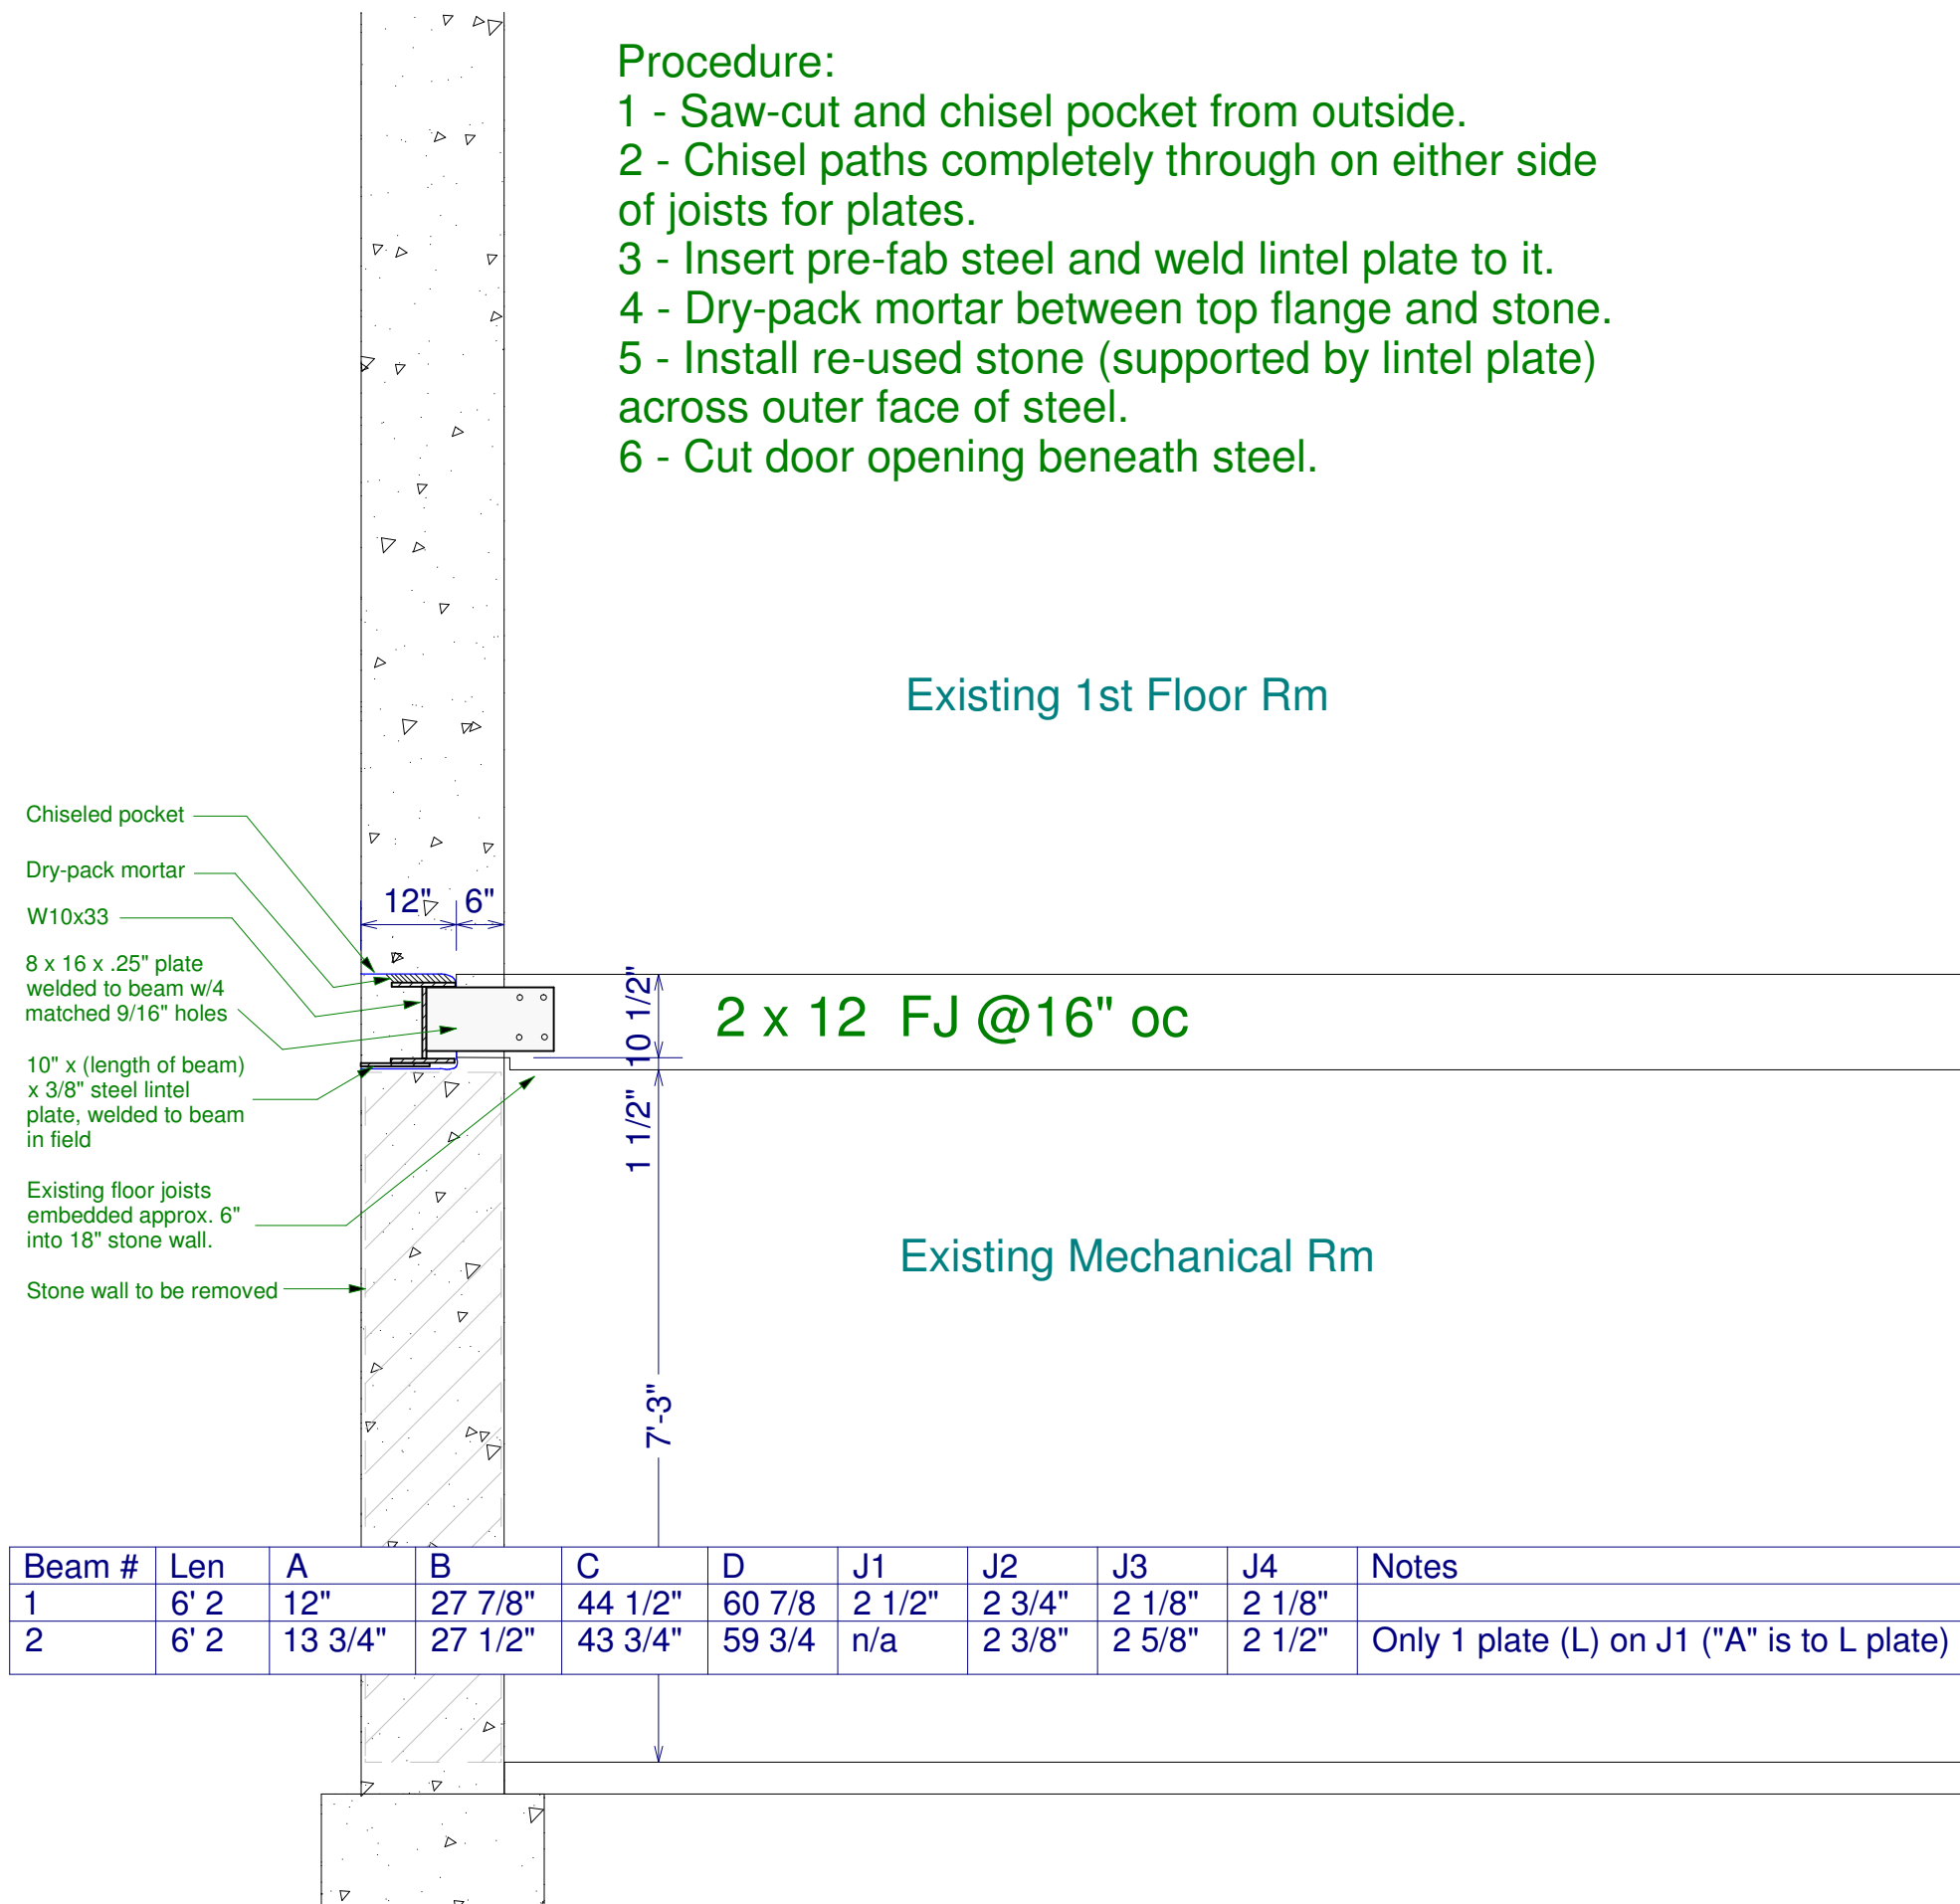 Procedure:
1 - Saw-cut and chisel pocket from outside.
2 - Chisel paths completely through on either side
of joists for plates.
3 - Insert pre-fab steel and weld lintel plate to it.
4 - Dry-pack mortar between top flange and stone.
5 - Install re-used stone (supported by lintel plate)
across outer face of steel.
6 - Cut door opening beneath steel.
Existing 1st Floor Rm
Chiseled pocket
Dry-pack mortar
W10x33
8 x 16 x .25" plate
welded to beam w/4
matched 9/16" holes
10" x (length of beam)
x 3/8" steel lintel
plate, welded to beam
in field
Existing floor joists
embedded approx. 6"
into 18" stone wall.
Stone wall to be removed
12" 6"
10 1/2"
2 x 12 FJ @16" oc
1 1/2"
Existing Mechanical Rm
7'-3"
Beam # Len A B C D J1 J2 J3 J4 Notes
1 6' 2 12" 27 7/8" 44 1/2" 60 7/8 2 1/2" 2 3/4" 2 1/8" 2 1/8"
2 6' 2 13 3/4" 27 1/2" 43 3/4" 59 3/4 n/a 2 3/8" 2 5/8" 2 1/2" Only 1 plate (L) on J1 ("A" is to L plate)